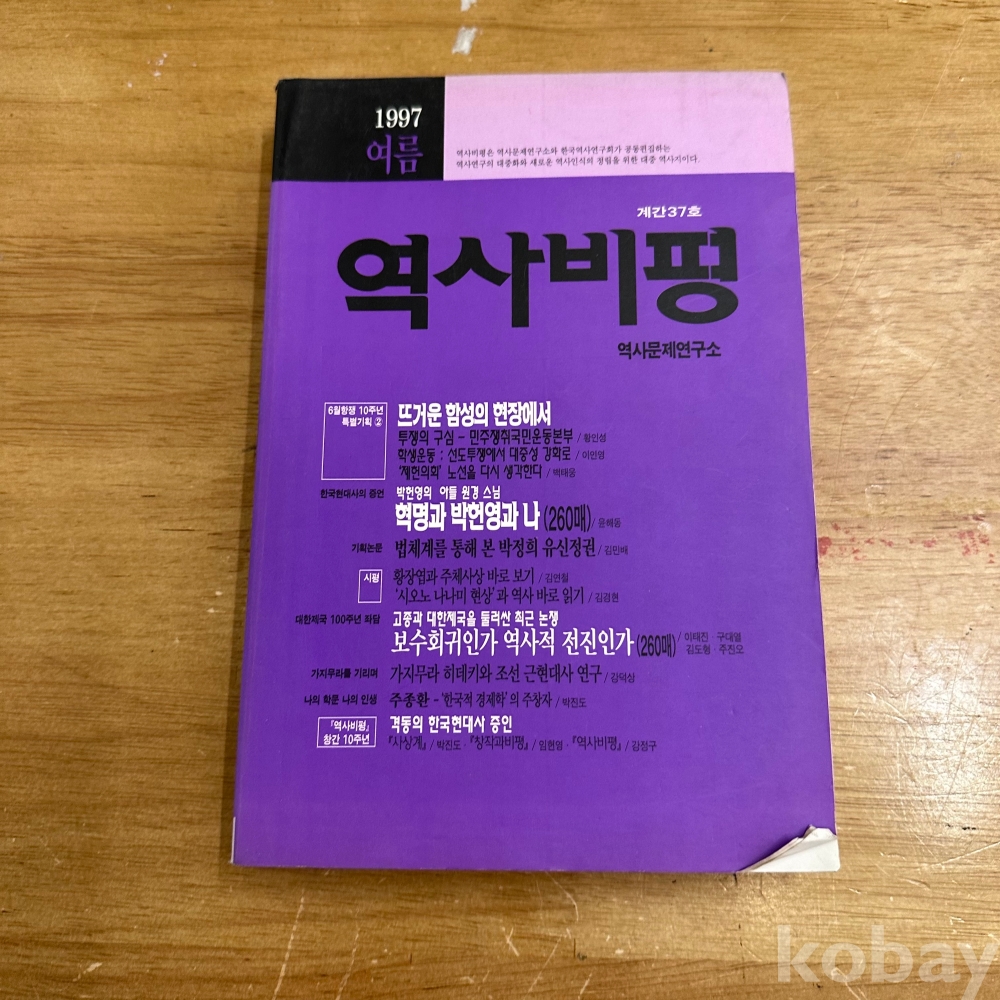 1997
여름
역사비평은 역사문제연구소와 한국역사연구회가 공동편집하는
역사연구의 대중화와 새로운 역사인식의 정립을 위한 대중 역사지이다.
계간37호
역사비평
역사문제연구소
6월항쟁 10주년
특별기획 ②
뜨거운 함성의 현장에서
투쟁의 구심 – 민주쟁취국민운동본부 / 황인성
학생운동 : 선도투쟁에서 대중성 강화로 / 이인영
'제헌의회' 노선을 다시 생각한다 / 백태웅
한국현대사의 증언
박헌영의 아들 원경 스님
혁명과 박헌영과 나 (260매) / 윤해동
기획논문 법체계를 통해 본 박정희 유신정권 / 김민배
시평
황장엽과 주체사상 바로 보기 / 김연철
'시오노 나나미 현상'과 역사 바로 읽기 / 김경현
대한제국 100주년 좌담
고종과 대한제국을 둘러싼 최근 논쟁
보수회귀인가 역사적 전진인가 (260매) / 이태진 · 구대열
김도형 · 주진오
가지무라를 기리며 가지무라 히데키와 조선 근현대사 연구 / 강덕상
나의 학문 나의 인생 주종환 – '한국적 경제학'의 주창자 / 박진도
『역사비평』
창간 10주년
격동의 한국현대사 증인
『사상계』 / 박진도 · 『창작과비평』 / 임헌영 · 『역사비평』 / 김정구
kobay